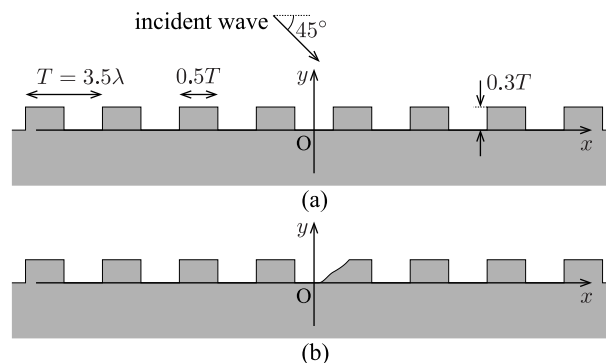 incident wave 45°
T = 3.5λ 0.5T y 0.3T
O x
(a)
y
O x
(b)